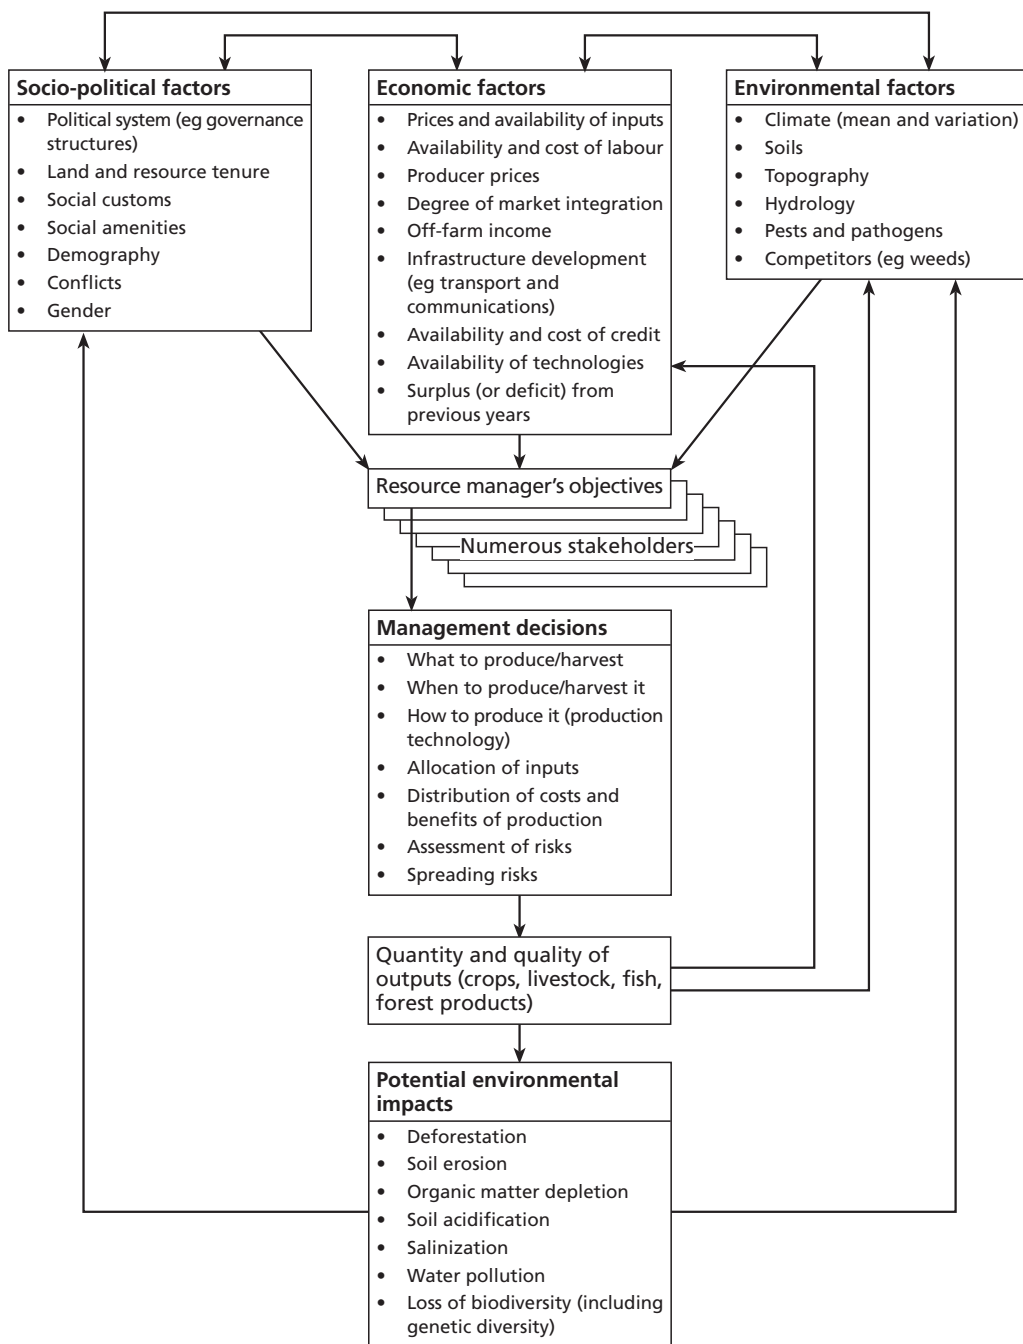 Socio-political factors
• Political system (eg governance
structures)
• Land and resource tenure
• Social customs
• Social amenities
• Demography
• Conflicts
• Gender
Economic factors
• Prices and availability of inputs
• Availability and cost of labour
• Producer prices
• Degree of market integration
• Off-farm income
• Infrastructure development
(eg transport and
communications)
• Availability and cost of credit
• Availability of technologies
• Surplus (or deficit) from
previous years
Environmental factors
• Climate (mean and variation)
• Soils
• Topography
• Hydrology
• Pests and pathogens
• Competitors (eg weeds)
Resource manager's objectives
Numerous stakeholders
Management decisions
• What to produce/harvest
• When to produce/harvest it
• How to produce it (production
technology)
• Allocation of inputs
• Distribution of costs and
benefits of production
• Assessment of risks
• Spreading risks
Quantity and quality of
outputs (crops, livestock, fish,
forest products)
Potential environmental
impacts
• Deforestation
• Soil erosion
• Organic matter depletion
• Soil acidification
• Salinization
• Water pollution
• Loss of biodiversity (including
genetic diversity)